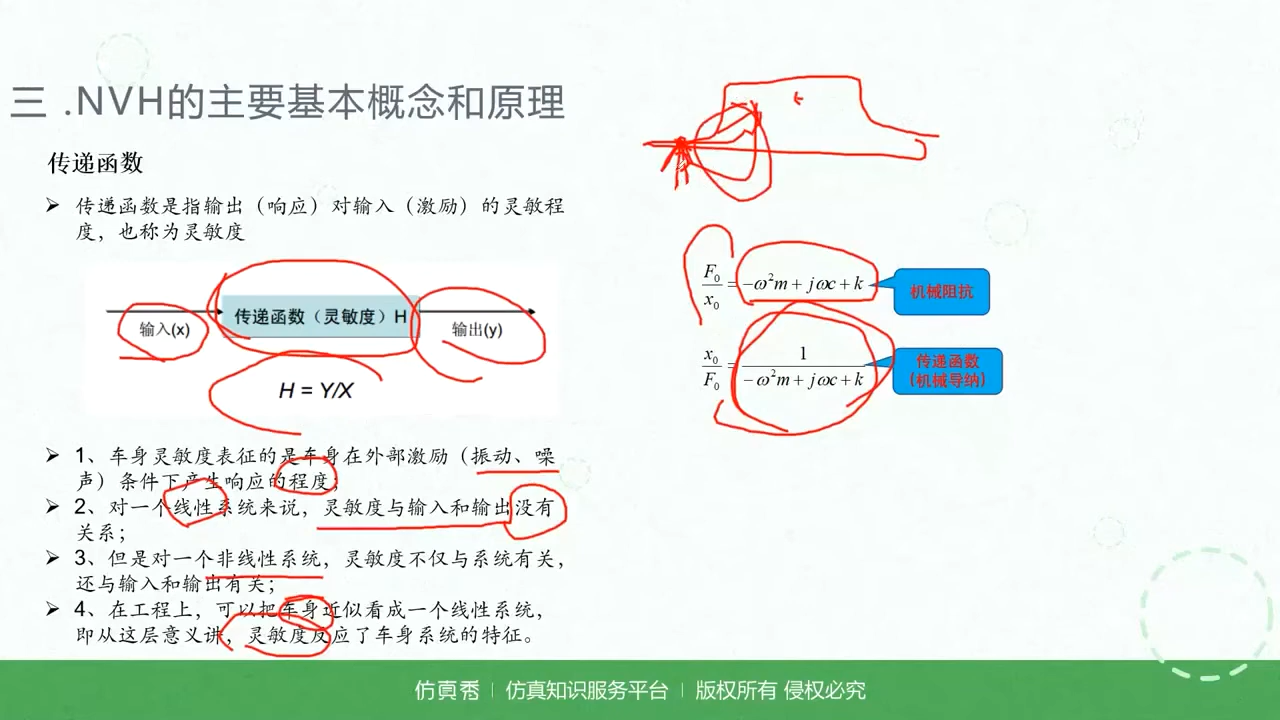 三 .NVH的主要基本概念和原理
传递函数
传递函数是指输出（响应）对输入（激励）的灵敏程
度，也称为灵敏度
输入(x)
传递函数（灵敏度）H
输出(y)
H = Y/X
1、车身灵敏度表征的是车身在外部激励（振动、噪
声）条件下产生响应的程度；
2、对一个线性系统来说，灵敏度与输入和输出没有
关系；
3、但是对一个非线性系统，灵敏度不仅与系统有关，
还与输入和输出有关；
4、在工程上，可以把车身近似看成一个线性系统，
即从这层意义讲，灵敏度反应了车身系统的特征。
F₀/x₀ = −ω²m + jωc + k
机械阻抗
x₀/F₀ = 1/(−ω²m + jωc + k)
传递函数
（机械导纳）
仿真秀 | 仿真知识服务平台 | 版权所有 侵权必究